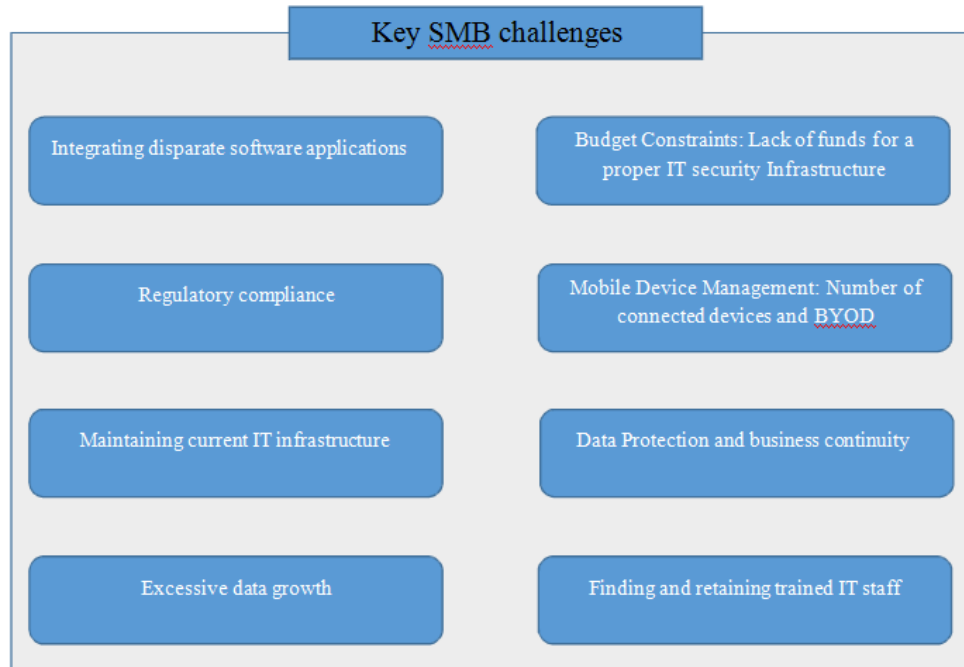 Key SMB challenges
Integrating disparate software applications
Budget Constraints: Lack of funds for a
proper IT security Infrastructure
Regulatory compliance
Mobile Device Management: Number of
connected devices and BYOD
Maintaining current IT infrastructure
Data Protection and business continuity
Excessive data growth
Finding and retaining trained IT staff